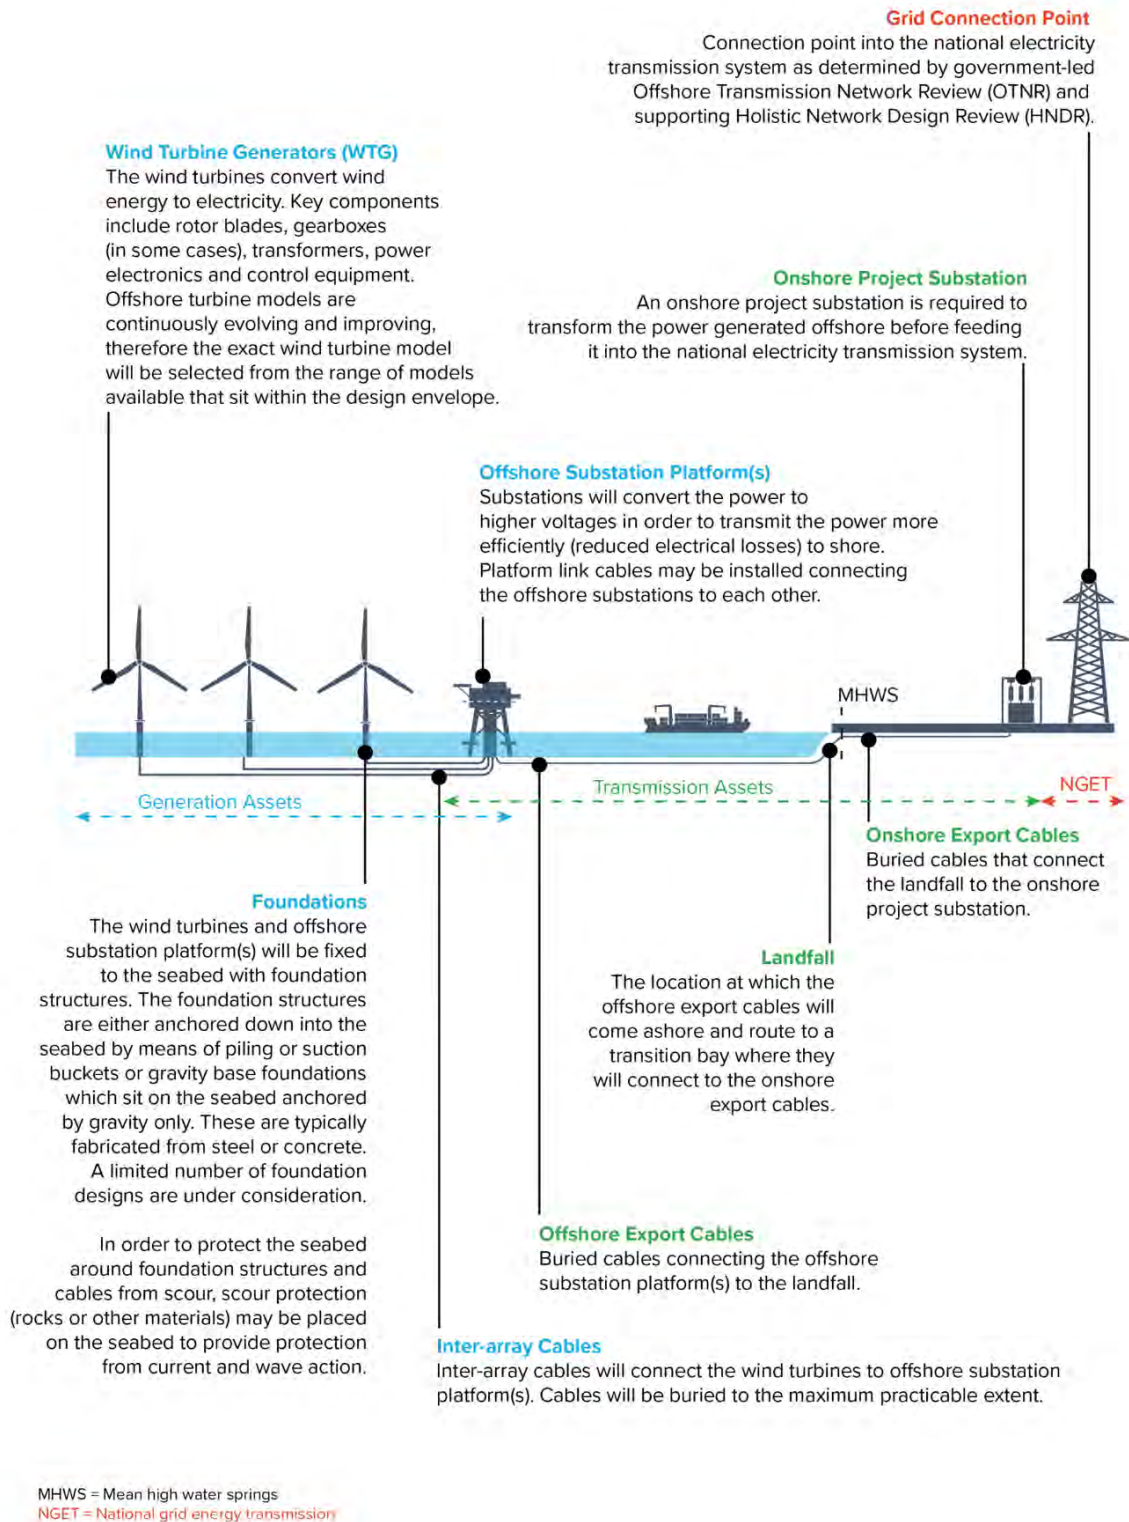 Grid Connection Point
Connection point into the national electricity
transmission system as determined by government-led
Offshore Transmission Network Review (OTNR) and
supporting Holistic Network Design Review (HNDR).
Wind Turbine Generators (WTG)
The wind turbines convert wind
energy to electricity. Key components
include rotor blades, gearboxes
(in some cases), transformers, power
electronics and control equipment.
Offshore turbine models are
continuously evolving and improving,
therefore the exact wind turbine model
will be selected from the range of models
available that sit within the design envelope.
Onshore Project Substation
An onshore project substation is required to
transform the power generated offshore before feeding
it into the national electricity transmission system.
Offshore Substation Platform(s)
Substations will convert the power to
higher voltages in order to transmit the power more
efficiently (reduced electrical losses) to shore.
Platform link cables may be installed connecting
the offshore substations to each other.
MHWS
Generation Assets
Transmission Assets
NGET
Onshore Export Cables
Buried cables that connect
the landfall to the onshore
project substation.
Foundations
The wind turbines and offshore
substation platform(s) will be fixed
to the seabed with foundation
structures. The foundation structures
are either anchored down into the
seabed by means of piling or suction
buckets or gravity base foundations
which sit on the seabed anchored
by gravity only. These are typically
fabricated from steel or concrete.
A limited number of foundation
designs are under consideration.
In order to protect the seabed
around foundation structures and
cables from scour, scour protection
(rocks or other materials) may be placed
on the seabed to provide protection
from current and wave action.
Landfall
The location at which the
offshore export cables will
come ashore and route to a
transition bay where they
will connect to the onshore
export cables.
Offshore Export Cables
Buried cables connecting the offshore
substation platform(s) to the landfall.
Inter-array Cables
Inter-array cables will connect the wind turbines to offshore substation
platform(s). Cables will be buried to the maximum practicable extent.
MHWS = Mean high water springs
NGET = National grid energy transmission